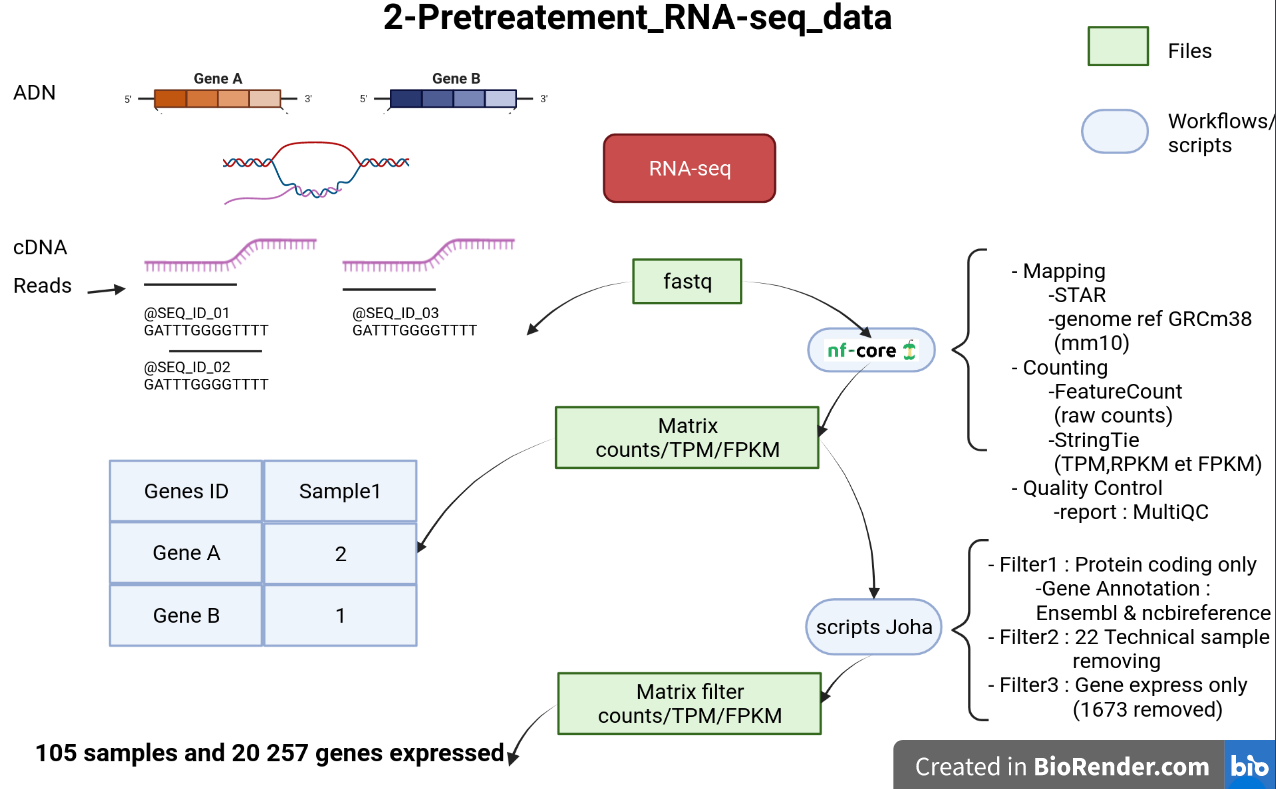 2-Pretreatement_RNA-seq_data
Files
Workflows/
scripts
ADN
Gene A
5'
3'
Gene B
5'
3'
RNA-seq
cDNA
Reads
@SEQ_ID_01
GATTTGGGGTTTT
@SEQ_ID_02
GATTTGGGGTTTT
@SEQ_ID_03
GATTTGGGGTTTT
fastq
nf-core
- Mapping
-STAR
-genome ref GRCm38
(mm10)
- Counting
-FeatureCount
(raw counts)
-StringTie
(TPM,RPKM et FPKM)
- Quality Control
-report : MultiQC
Matrix
counts/TPM/FPKM
Genes ID
Sample1
Gene A
2
Gene B
1
scripts Joha
- Filter1 : Protein coding only
-Gene Annotation :
Ensembl & ncbireference
- Filter2 : 22 Technical sample
removing
- Filter3 : Gene express only
(1673 removed)
Matrix filter
counts/TPM/FPKM
105 samples and 20 257 genes expressed
Created in BioRender.com
bio